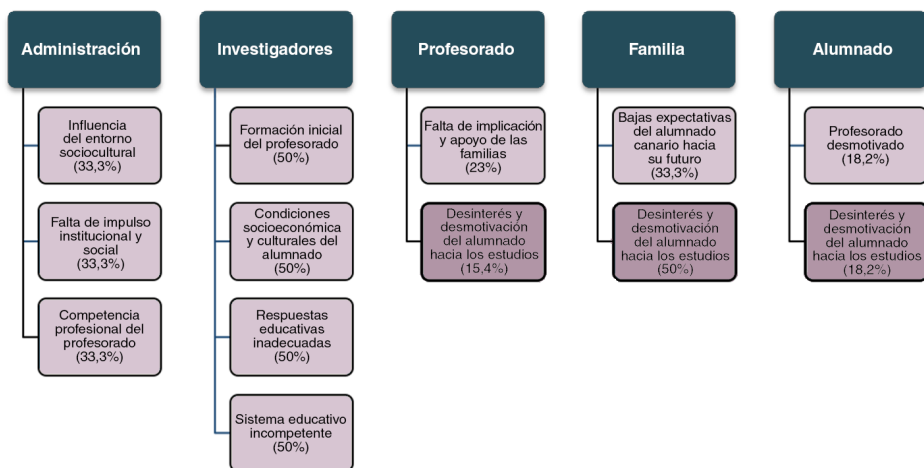 Administración
Influencia
del entorno
sociocultural
(33,3%)
Falta de impulso
institucional y
social
(33,3%)
Competencia
profesional del
profesorado
(33,3%)
Investigadores
Formación inicial
del profesorado
(50%)
Condiciones
socioeconómica
y culturales del
alumnado
(50%)
Respuestas
educativas
inadecuadas
(50%)
Sistema educativo
incompetente
(50%)
Profesorado
Falta de implicación
y apoyo de las
familias
(23%)
Desinterés y
desmotivación
del alumnado
hacia los estudios
(15,4%)
Familia
Bajas expectativas
del alumnado
canario hacia
su futuro
(33,3%)
Desinterés y
desmotivación
del alumnado
hacia los estudios
(50%)
Alumnado
Profesorado
desmotivado
(18,2%)
Desinterés y
desmotivación
del alumnado
hacia los estudios
(18,2%)